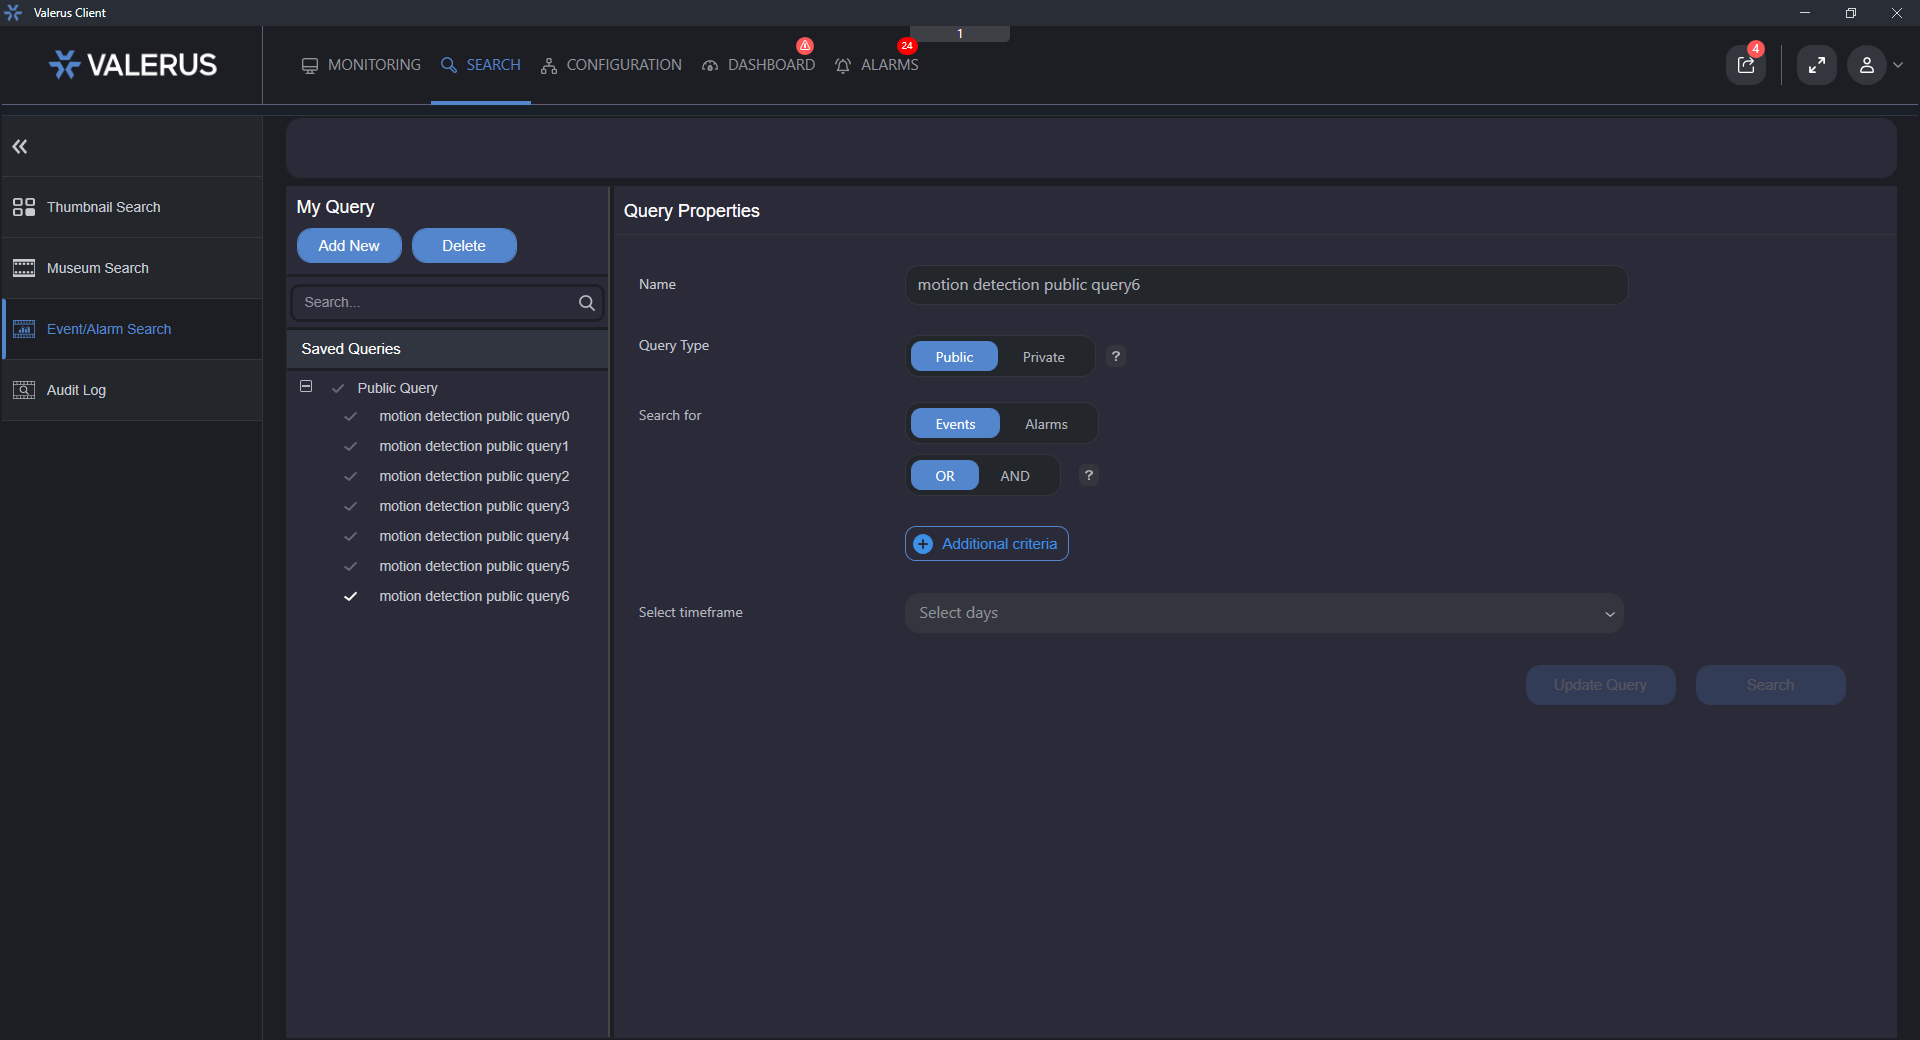 Valerus Client
1
VALERUS
MONITORING
SEARCH
CONFIGURATION
DASHBOARD
24
ALARMS
4
Thumbnail Search
Museum Search
Event/Alarm Search
Audit Log
My Query
Add New
Delete
Search...
Saved Queries
Public Query
motion detection public query0
motion detection public query1
motion detection public query2
motion detection public query3
motion detection public query4
motion detection public query5
motion detection public query6
Query Properties
Name
motion detection public query6
Query Type
Public
Private
?
Search for
Events
Alarms
OR
AND
?
Additional criteria
Select timeframe
Select days
Update Query
Search